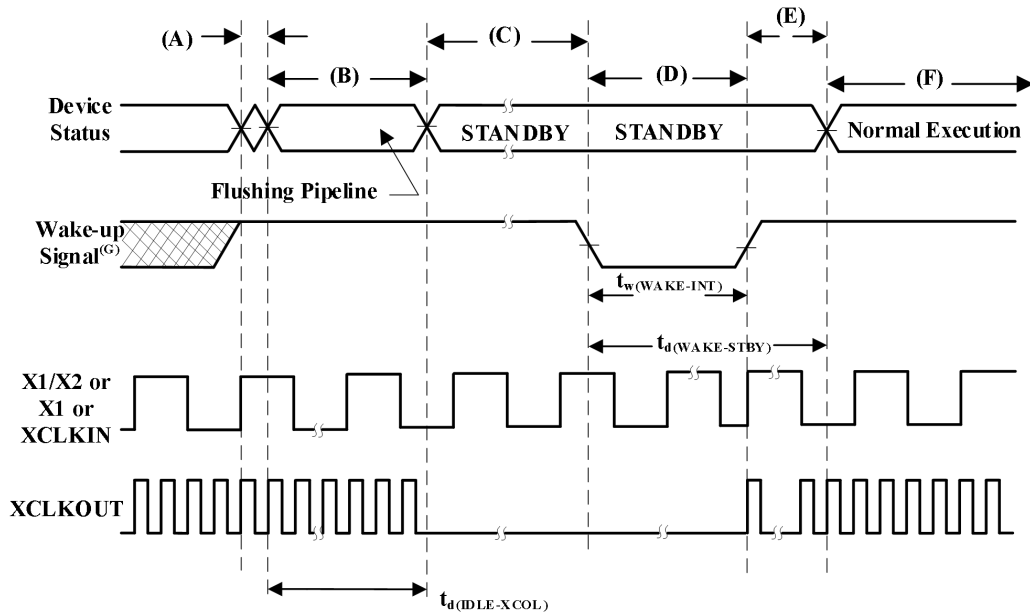 (A)
(B)
(C)
(D)
(E)
(F)
Device
Status
STANDBY
STANDBY
Normal Execution
Flushing Pipeline
Wake-up
Signal(G)
tw(WAKE-INT)
td(WAKE-STBY)
X1/X2 or
X1 or
XCLKIN
XCLKOUT
td(IDLE-XCOL)